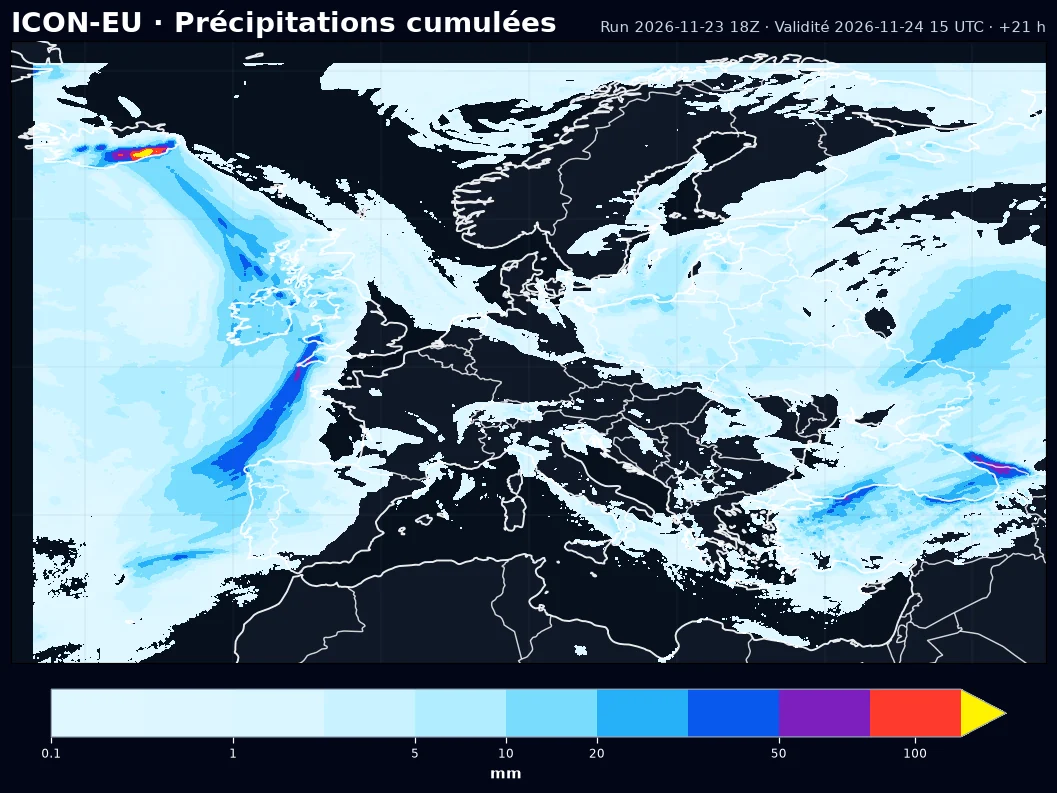 ICON-EU · Précipitations cumulées
Run 2026-11-23 18Z · Validité 2026-11-24 15 UTC · +21 h
0.1 1 5 10 20 50 100
mm